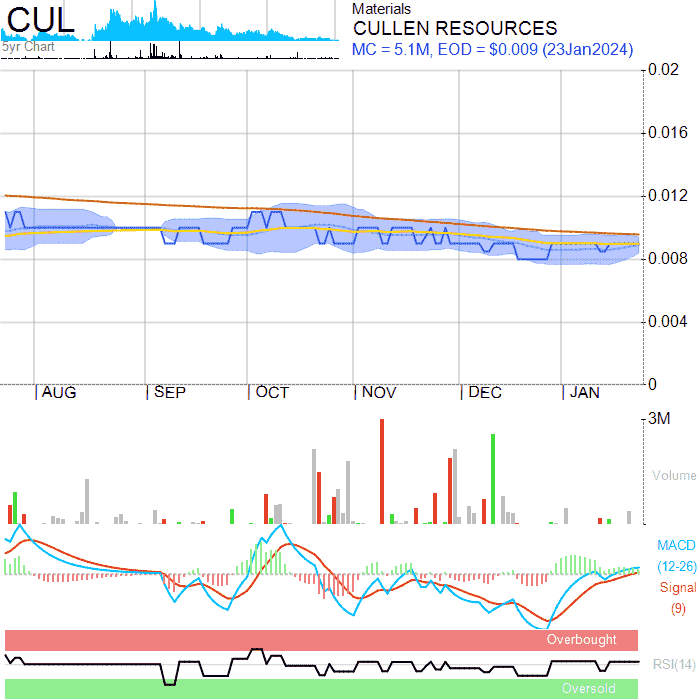 CUL
5yr Chart
Materials
CULLEN RESOURCES
MC = 5.1M, EOD = $0.009 (23Jan2024)
0.02
0.016
0.012
0.008
0.004
0
AUG SEP OCT NOV DEC JAN
3M
Volume
MACD
(12-26)
Signal
(9)
Overbought
RSI(14)
Oversold